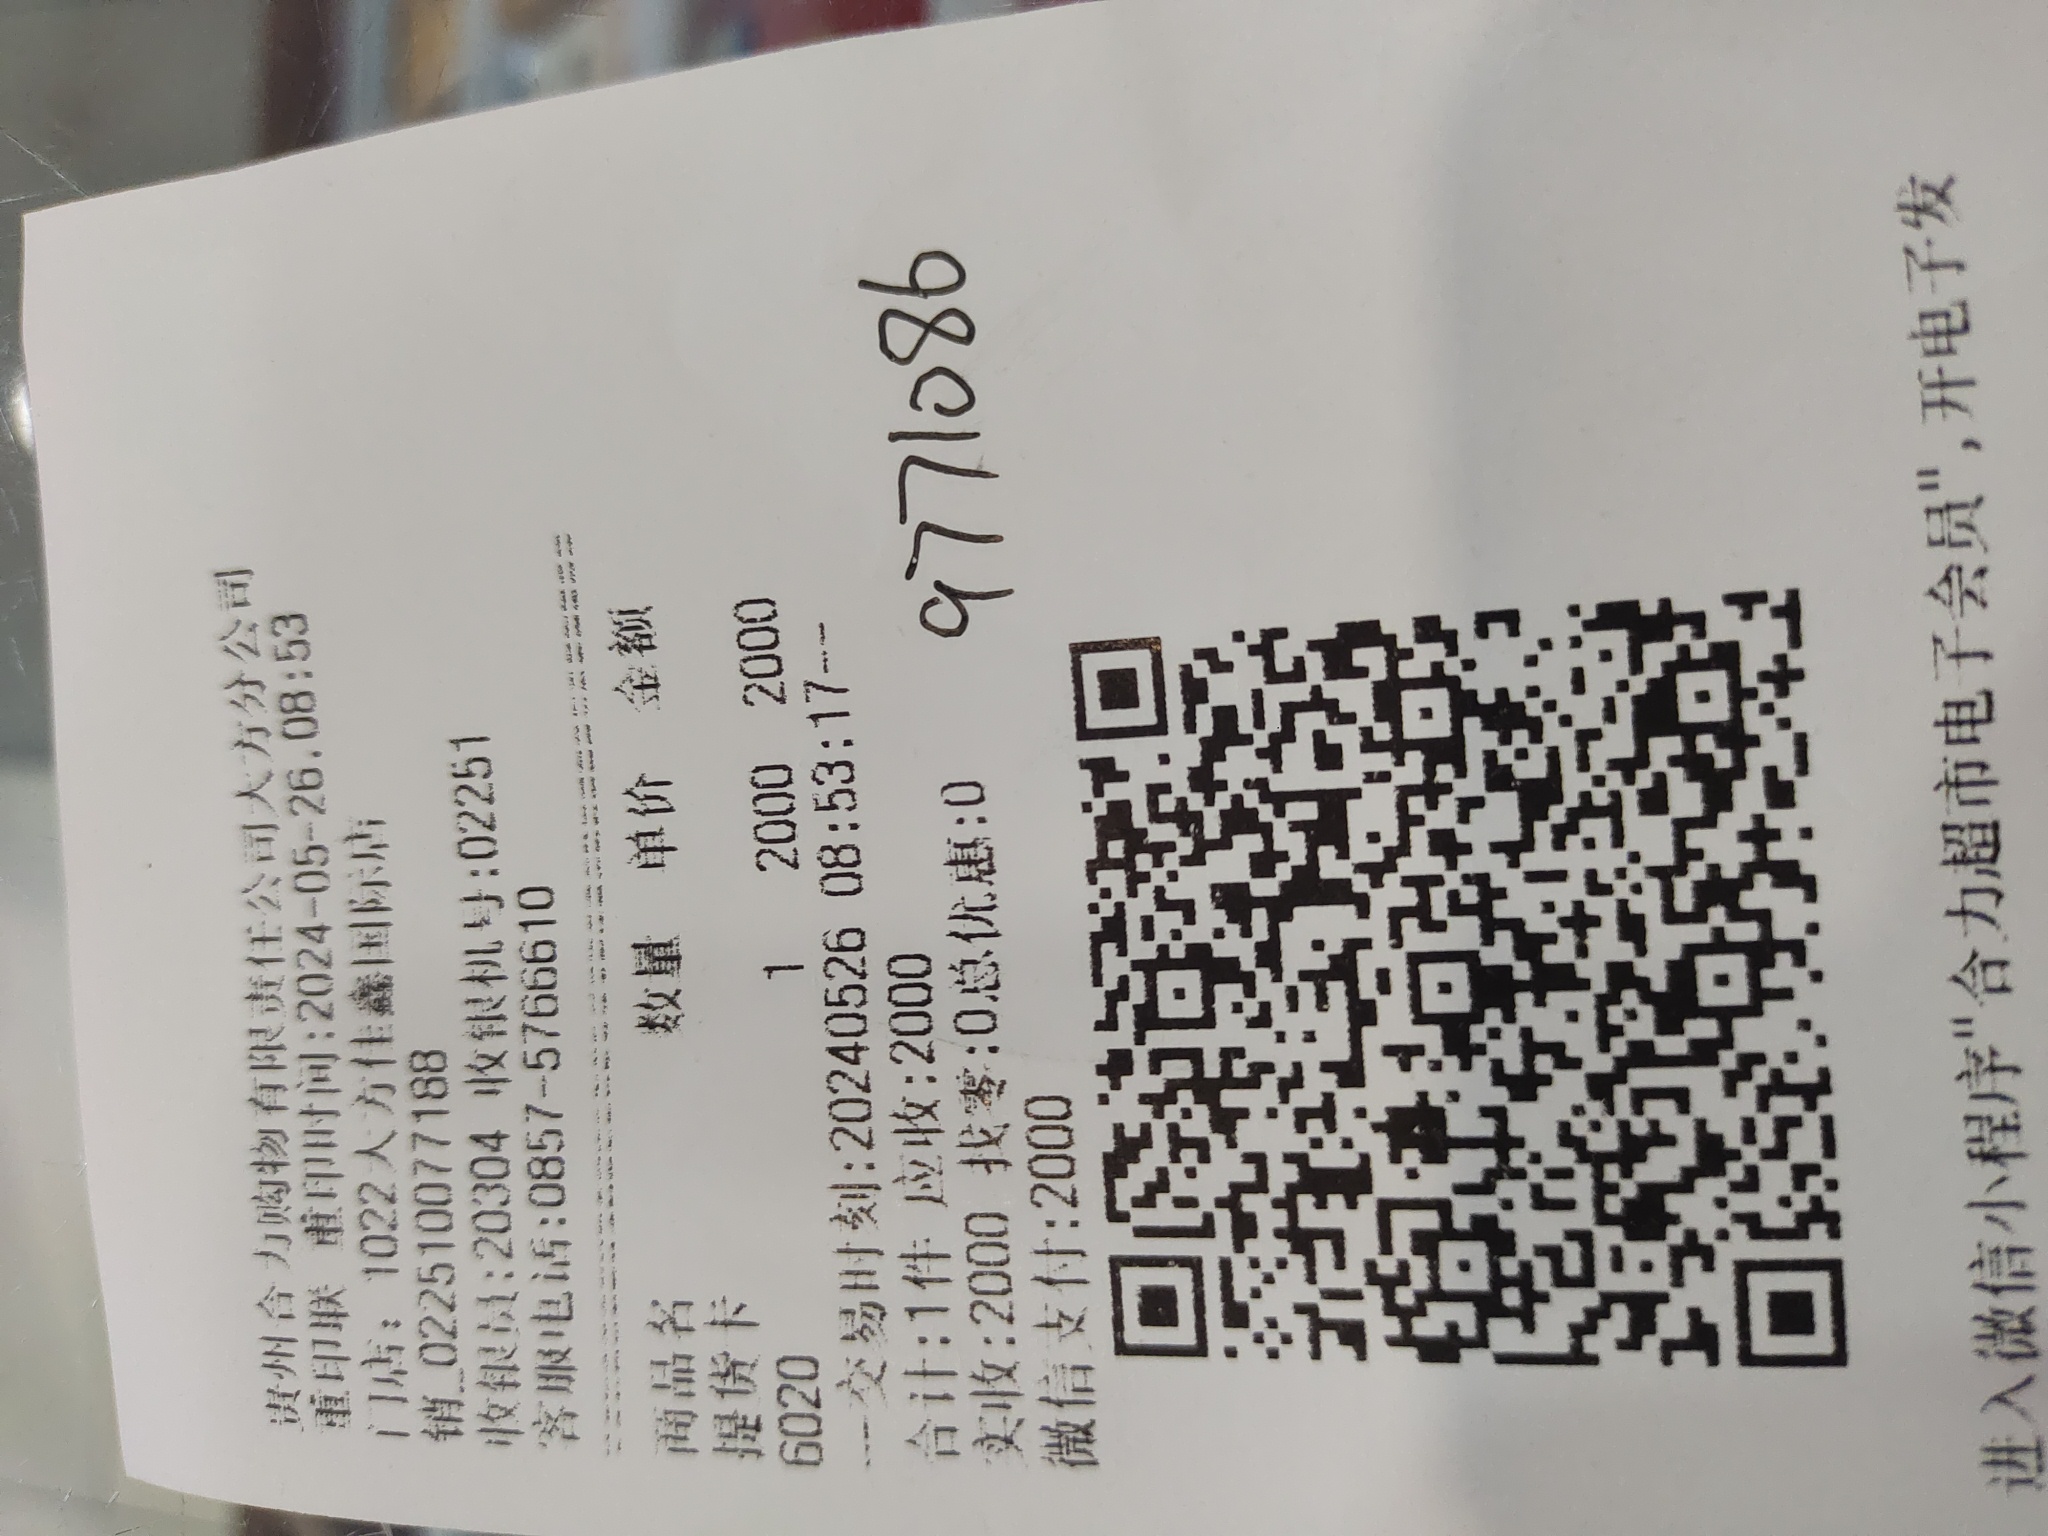 贵州合力购物有限责任公司大方分公司
重印联 重印时间:2024-05-26.08:53
门店: 1022大方佳鑫国际店
销_022510077188
收银员:20304 收银机号:02251
客服电话:0857-5766610
商品名 数量 单价 金额
提货卡
6020 1 2000 2000
---交易时刻:20240526 08:53:17---
合计:1件 应收:2000
实收:2000 找零:0总优惠:0
微信支付:2000
9771086
进入微信小程序"合力超市电子会员",开电子发